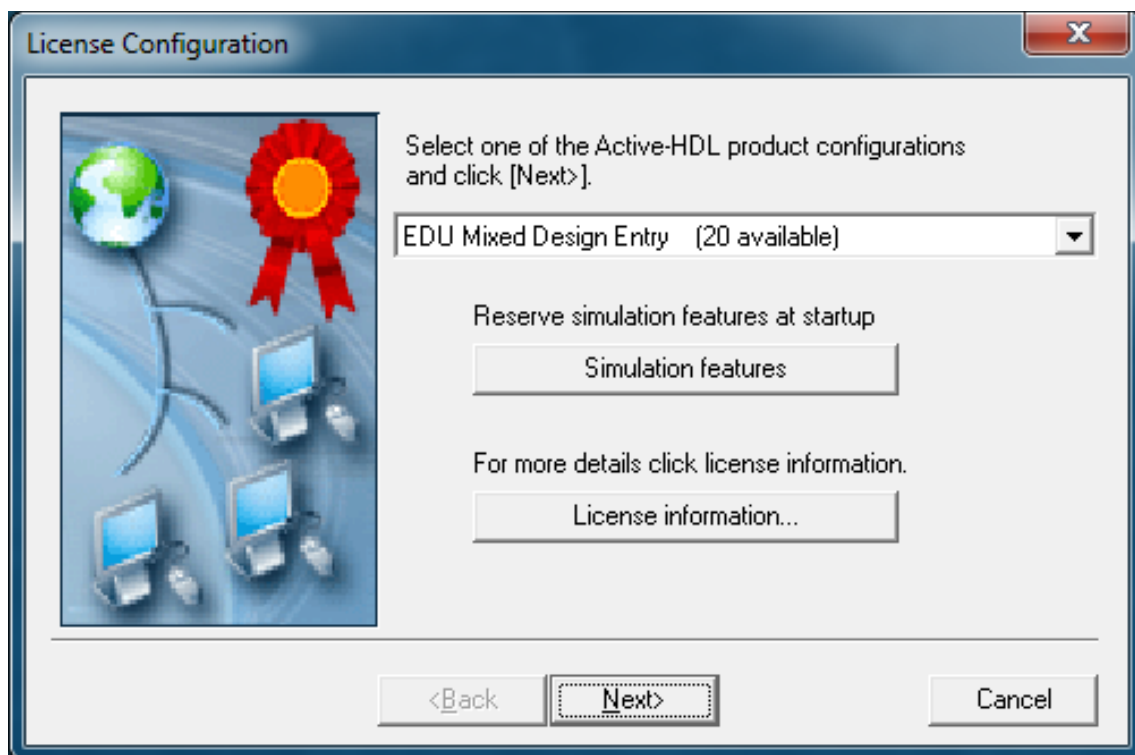 License Configuration
Select one of the Active-HDL product configurations
and click [Next>].
EDU Mixed Design Entry (20 available)
Reserve simulation features at startup
Simulation features
For more details click license information.
License information...
<Back
Next>
Cancel